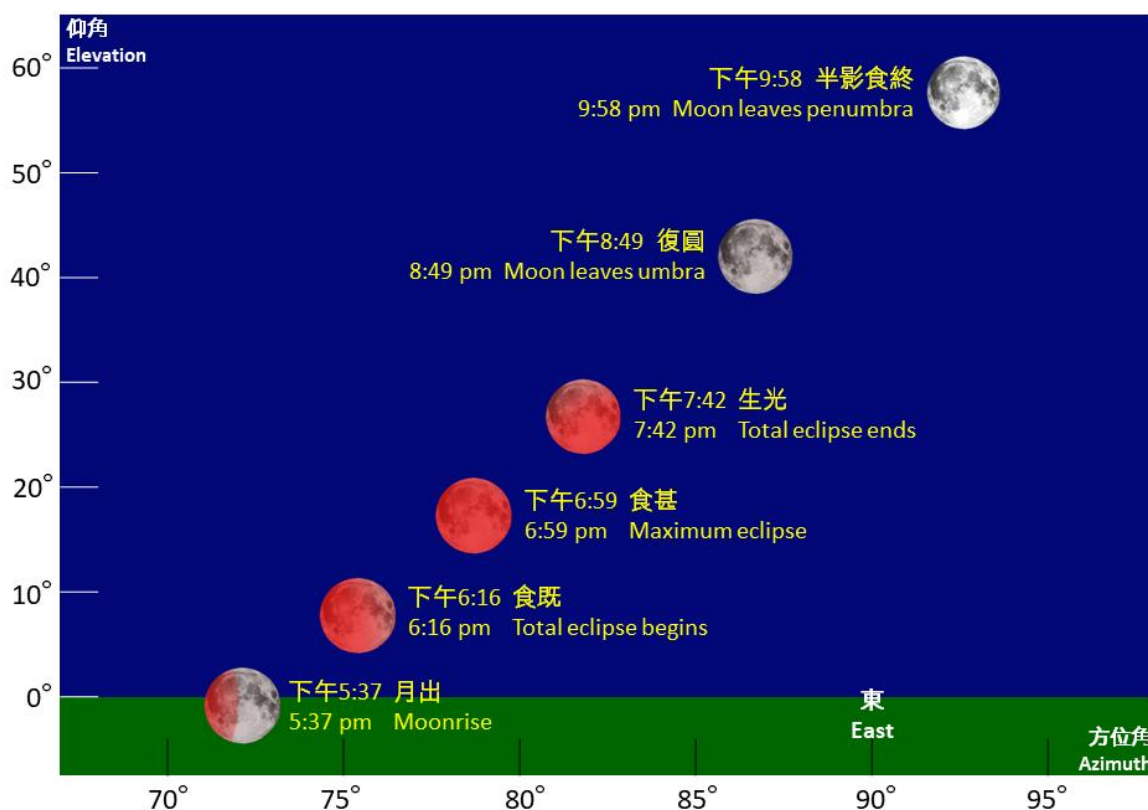 仰角
Elevation
60°
下午9:58 半影食終
9:58 pm Moon leaves penumbra
50°
下午8:49 復圓
8:49 pm Moon leaves umbra
40°
30°
下午7:42 生光
7:42 pm Total eclipse ends
20°
下午6:59 食甚
6:59 pm Maximum eclipse
10°
下午6:16 食既
6:16 pm Total eclipse begins
0°
下午5:37 月出
5:37 pm Moonrise
東
East
方位角
Azimuth
70°
75°
80°
85°
90°
95°